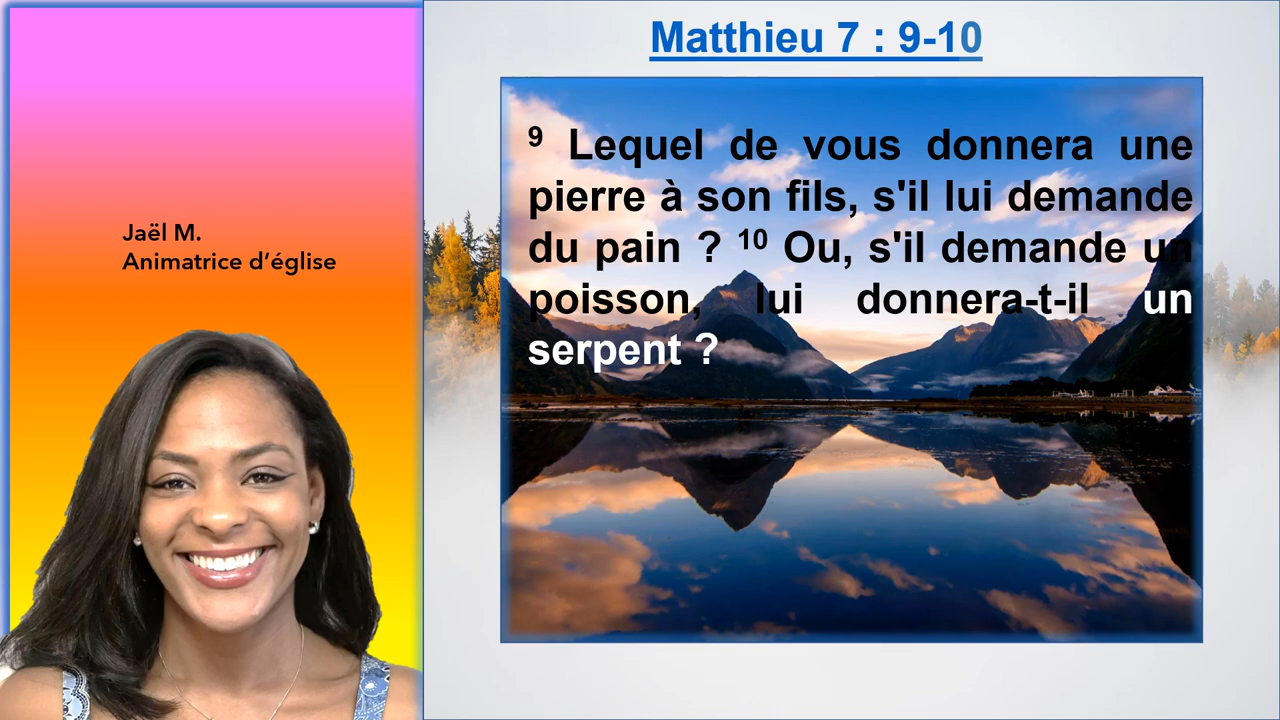 Matthieu 7 : 9-10
9 Lequel de vous donnera une
pierre à son fils, s'il lui demande
du pain ? 10 Ou, s'il demande un
poisson, lui donnera-t-il un
serpent ?
Jaël M.
Animatrice d’église